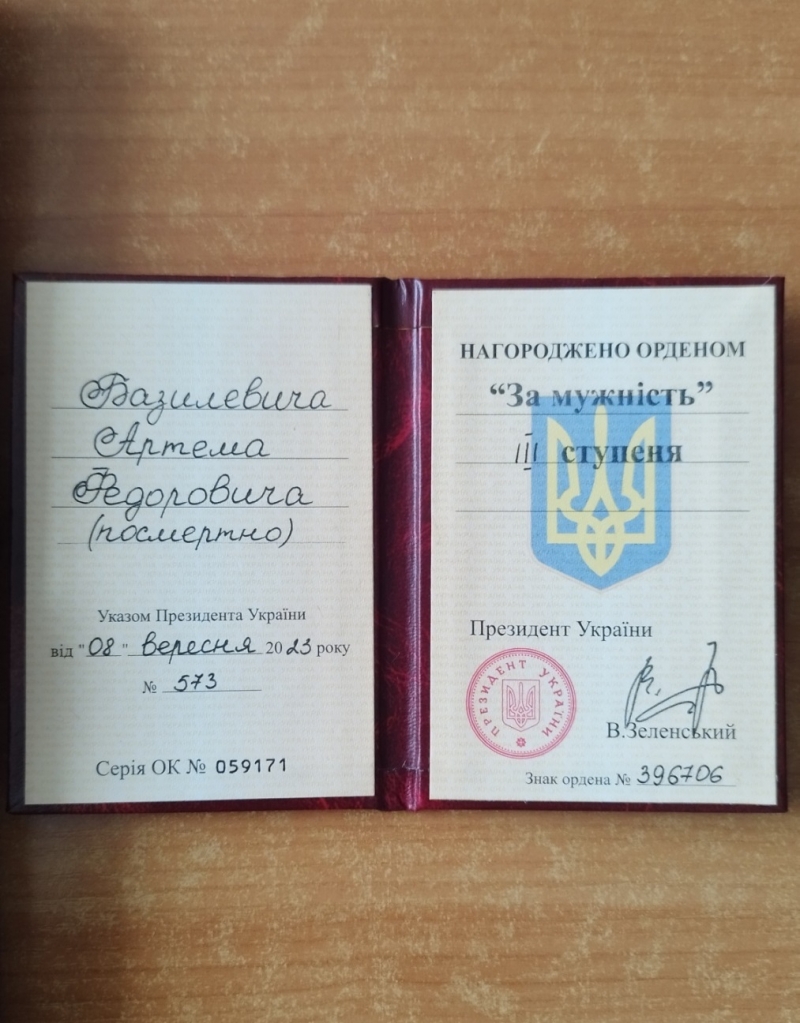 Базилевича
Артема
Федоровича
(посмертно)
Указом Президента України
від "08" вересня 2023 року
№ 573
Серія ОК № 059171
НАГОРОДЖЕНО ОРДЕНОМ
“За мужність”
III ступеня
Президент України
ПРЕЗИДЕНТ УКРАЇНИ
В.Зеленський
Знак ордена № 396706